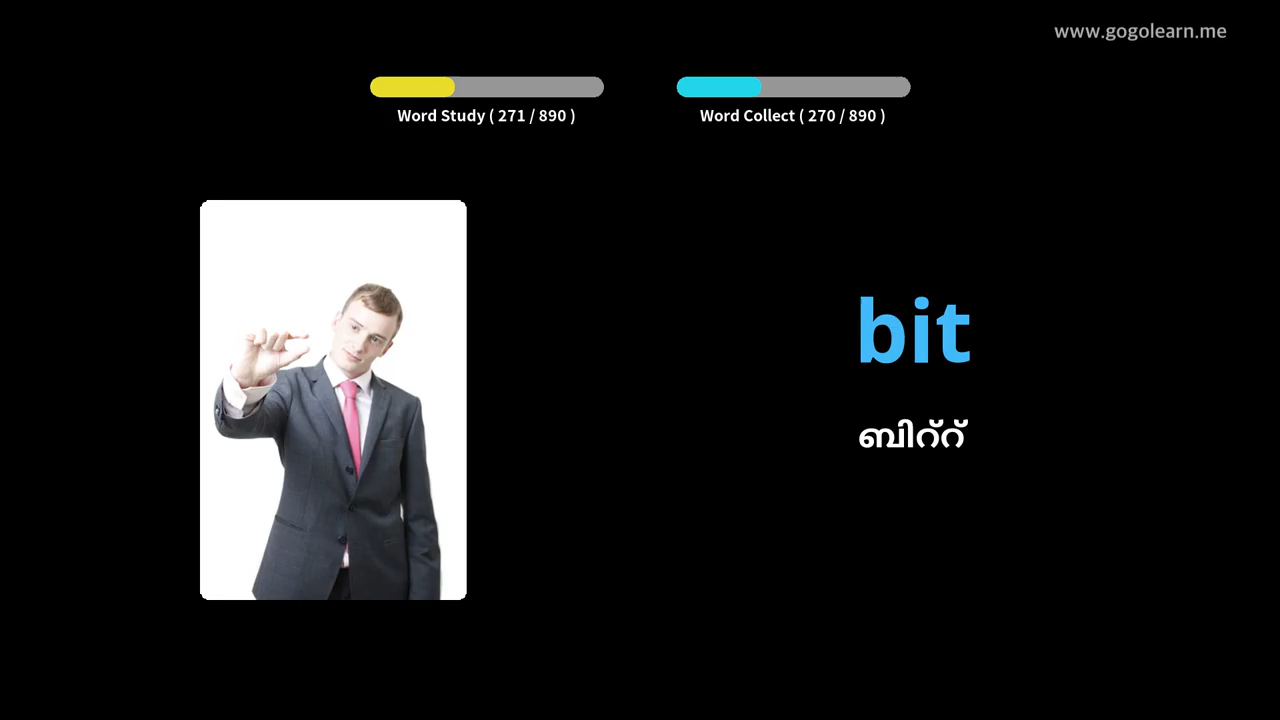 www.gogolearn.me
Word Study ( 271 / 890 )
Word Collect ( 270 / 890 )
bit
ബിറ്റ്